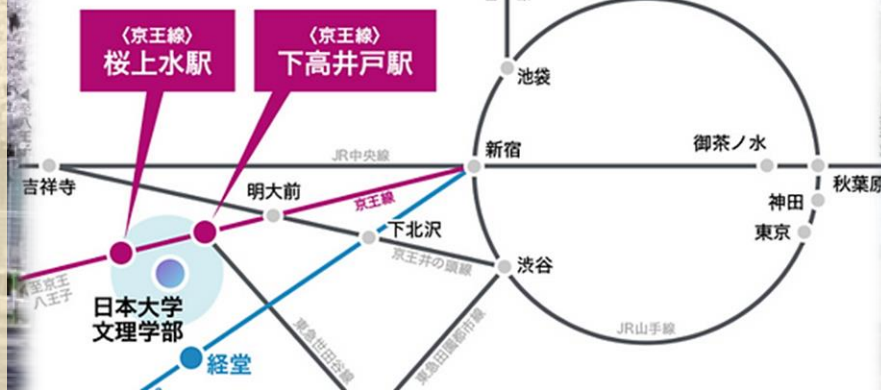 〈京王線〉
桜上水駅
〈京王線〉
下高井戸駅
池袋
至八王子
JR中央線
新宿
御茶ノ水
吉祥寺
明大前
京王線
秋葉原
神田
下北沢
東京
京王井の頭線
渋谷
至京王
八王子
日本大学
文理学部
東急世田谷線
東急田園都市線
JR山手線
経堂